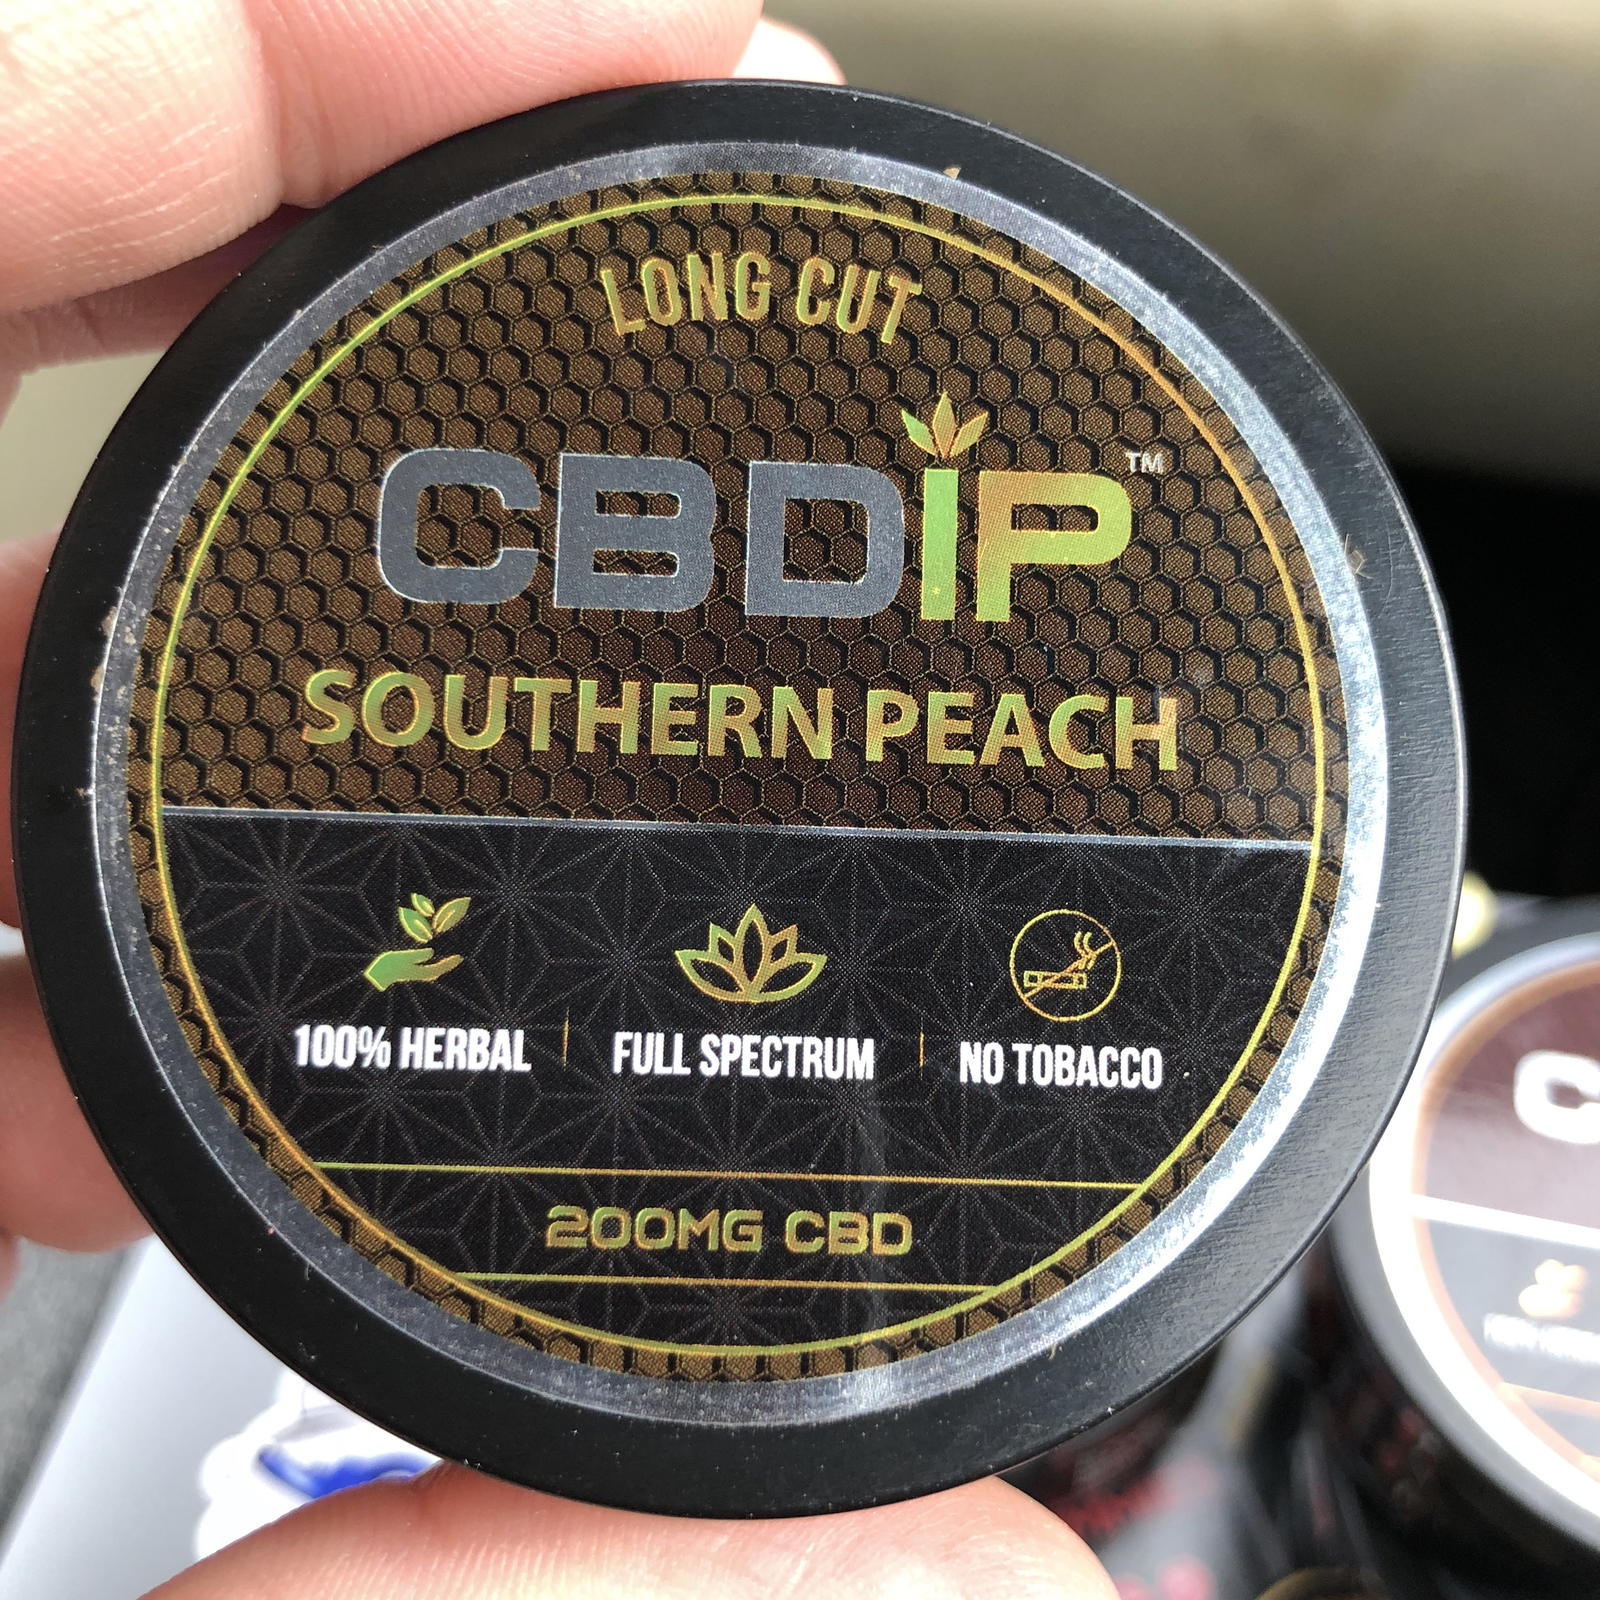 LONG CUT
CBDiP™
SOUTHERN PEACH
100% HERBAL | FULL SPECTRUM | NO TOBACCO
200MG CBD
C